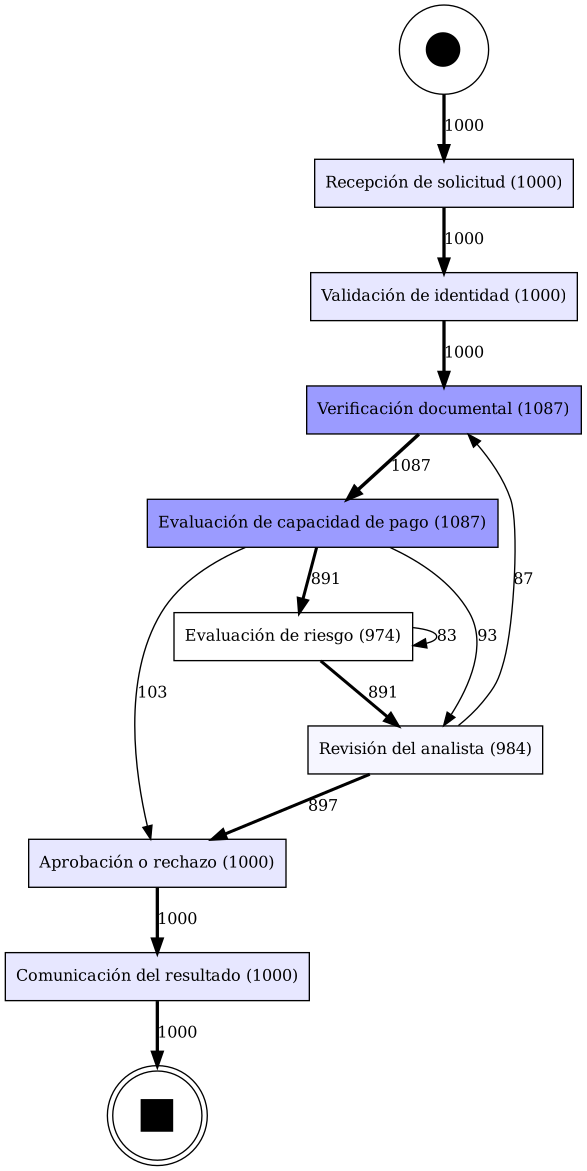 1000
Recepción de solicitud (1000)
1000
Validación de identidad (1000)
1000
Verificación documental (1087)
1087
Evaluación de capacidad de pago (1087)
891
87
Evaluación de riesgo (974)
83
93
103
891
Revisión del analista (984)
897
Aprobación o rechazo (1000)
1000
Comunicación del resultado (1000)
1000